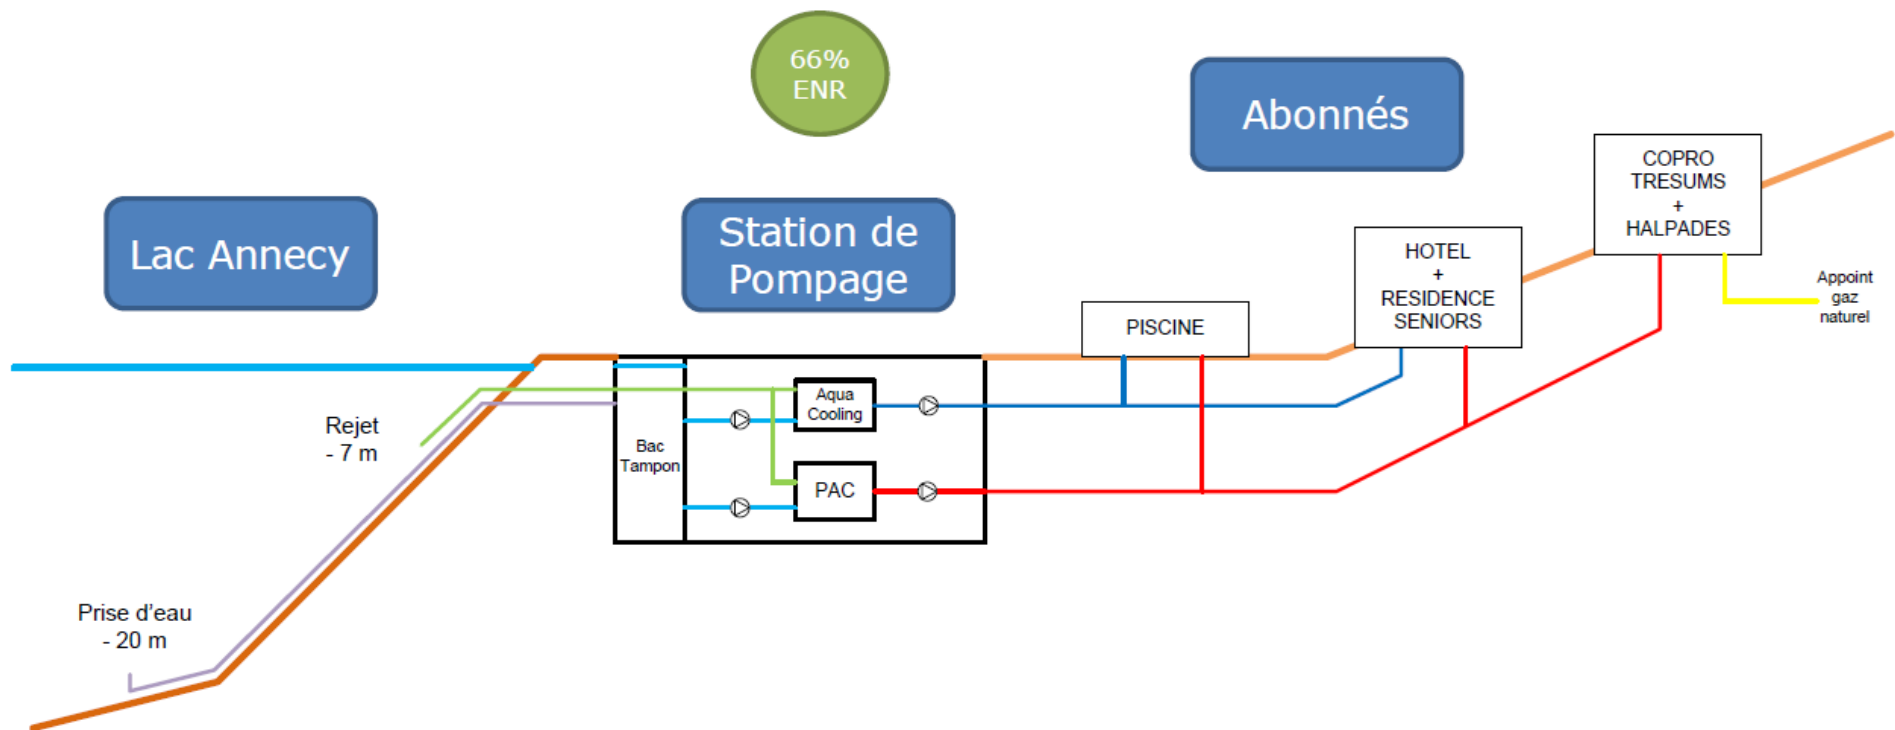 66%
ENR
Abonnés
COPRO
TRESUMS
+
HALPADES
Lac Annecy
Station de
Pompage
HOTEL
+
RESIDENCE
SENIORS
Appoint
gaz
naturel
PISCINE
Aqua
Cooling
Rejet
- 7 m
Bac
Tampon
PAC
Prise d'eau
- 20 m